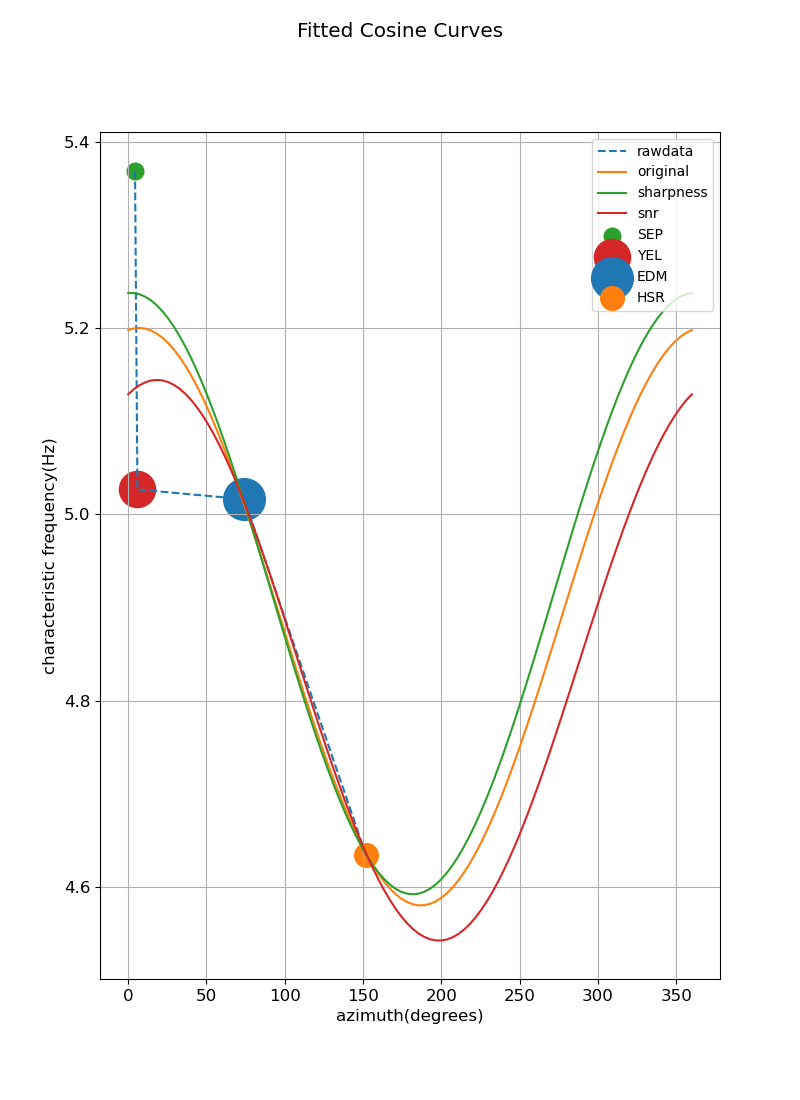 Fitted Cosine Curves
5.4
5.2
5.0
4.8
4.6
characteristic frequency(Hz)
rawdata
original
sharpness
snr
SEP
YEL
EDM
HSR
0 50 100 150 200 250 300 350
azimuth(degrees)